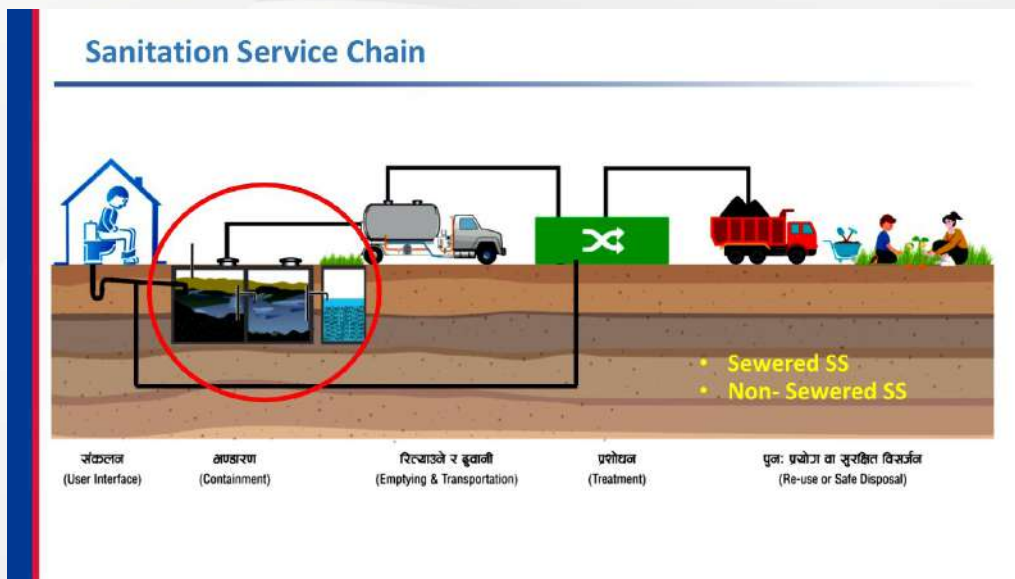 Sanitation Service Chain
• Sewered SS
• Non- Sewered SS
संकलन
(User Interface)
भण्डारण
(Containment)
रित्याउने र ढुवानी
(Emptying & Transportation)
प्रशोधन
(Treatment)
पुन: प्रयोग वा सुरक्षित विसर्जन
(Re-use or Safe Disposal)